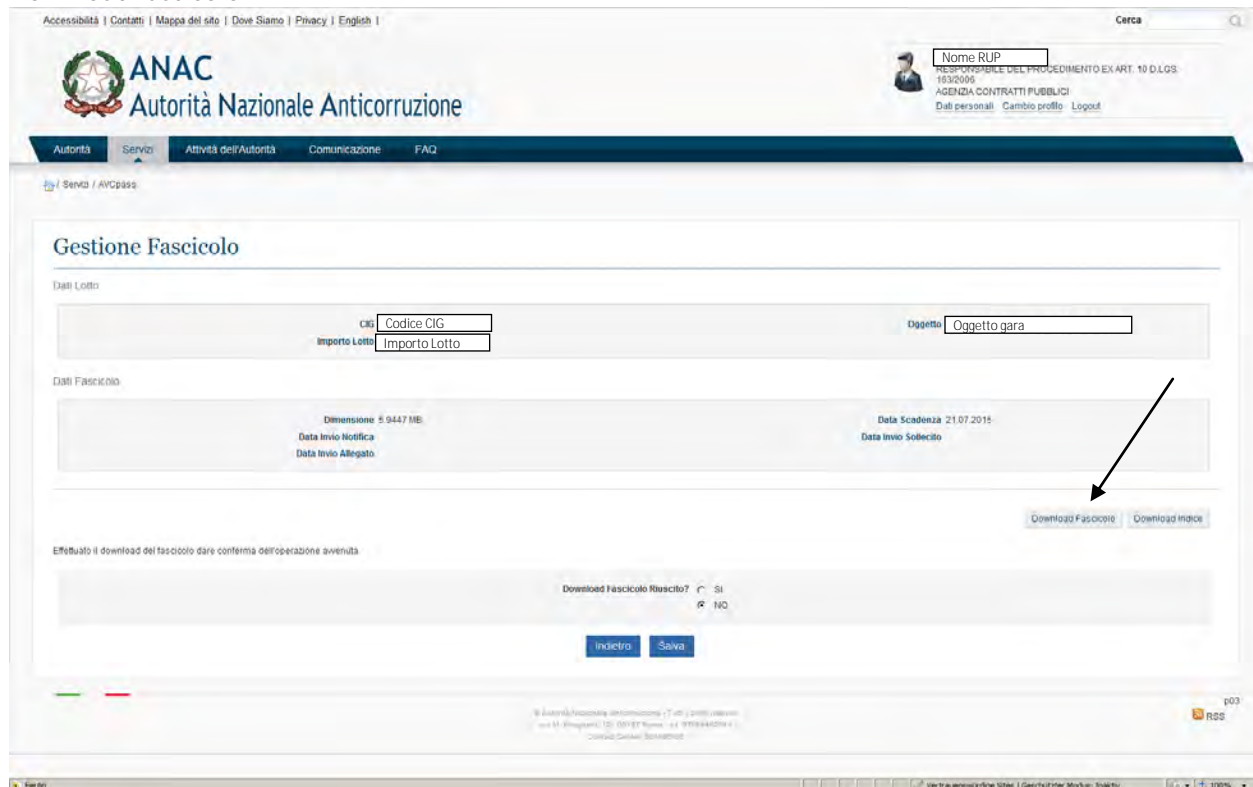 Accessibilità | Contatti | Mappa del sito | Dove Siamo | Privacy | English |
Cerca
ANAC
Autorità Nazionale Anticorruzione
Nome RUP
RESPONSABILE DEL PROCEDIMENTO EX ART. 10 D.LGS.
163/2006
AGENZIA CONTRATTI PUBBLICI
Dati personali Cambio profilo Logout
Autorità Servizi Attività dell'Autorità Comunicazione FAQ
/ Servizi / AVCpass
Gestione Fascicolo
Dati Lotto
CIG Codice CIG
Oggetto Oggetto gara
Importo Lotto Importo Lotto
Dati Fascicolo
Dimensione 5.9447 MB
Data Scadenza 21.07.2015
Data Invio Notifica
Data Invio Sollecito
Data Invio Allegato
Download Fascicolo Download Indice
Effettuato il download del fascicolo dare conferma dell'operazione avvenuta.
Download Fascicolo Riuscito? SI
NO
Indietro Salva
p03
RSS
100%